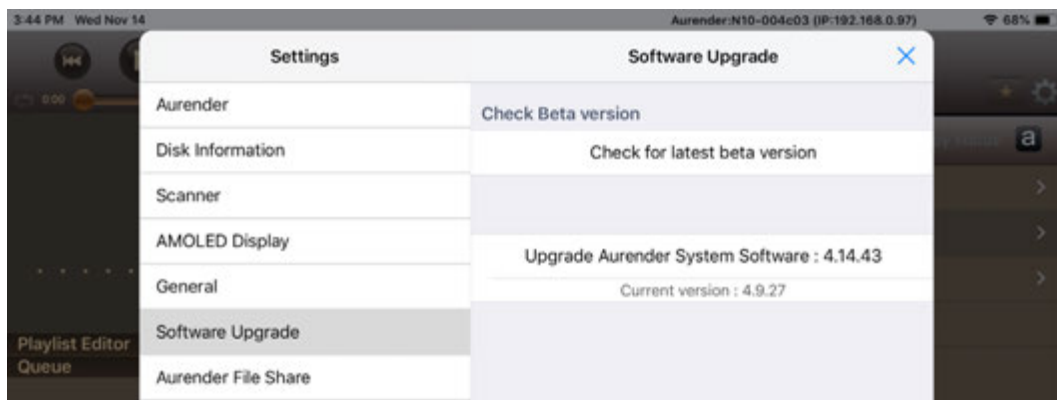 3:44 PM Wed Nov 14
Aurender:N10-004c03 (IP:192.168.0.97)
68%
0:00
Settings
Aurender
Disk Information
Scanner
AMOLED Display
General
Software Upgrade
Aurender File Share
Software Upgrade
Check Beta version
Check for latest beta version
Upgrade Aurender System Software : 4.14.43
Current version : 4.9.27
a
Playlist Editor
Queue